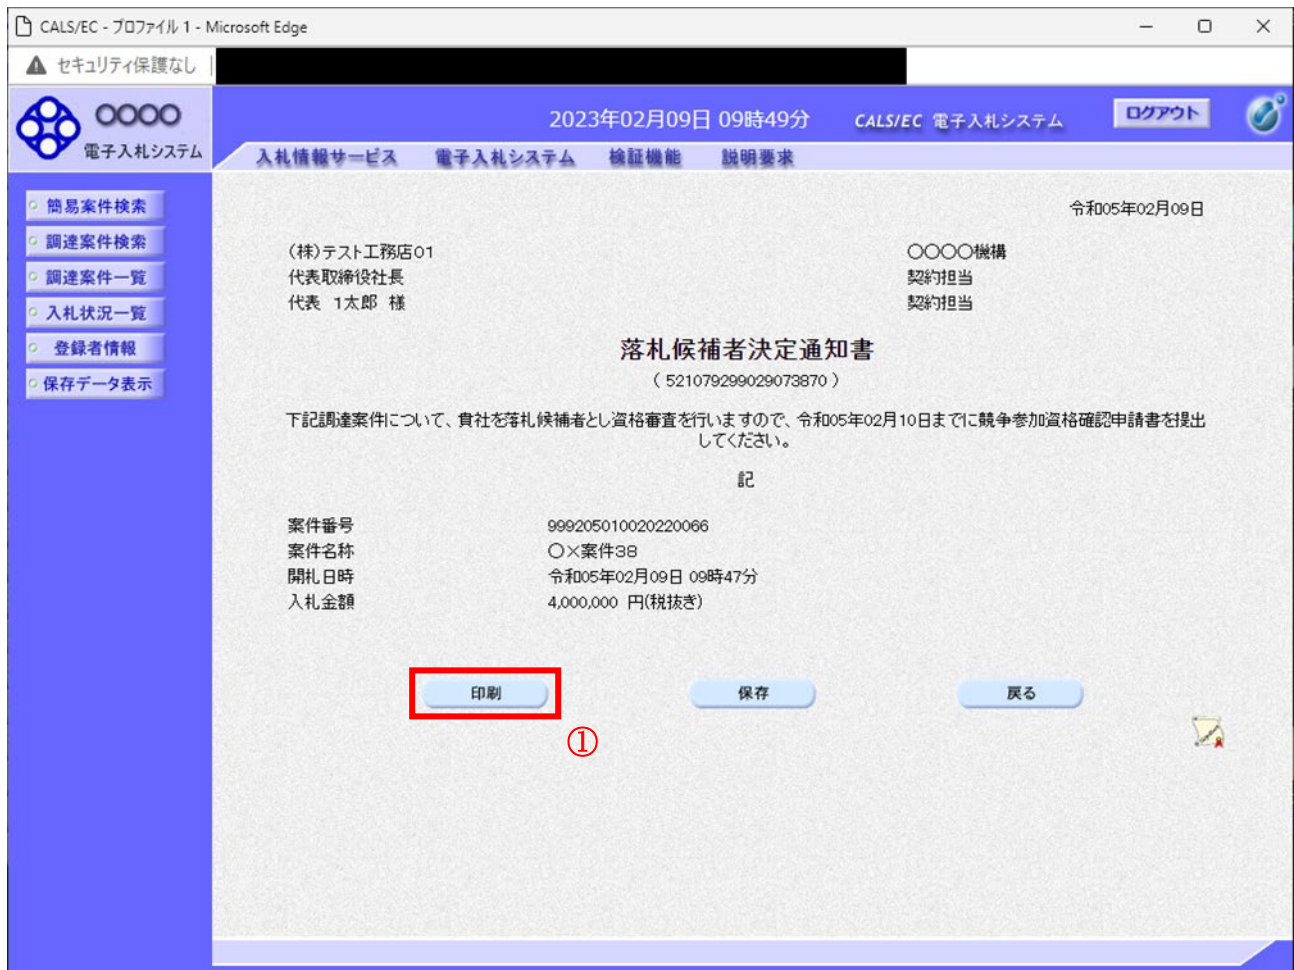 CALS/EC - プロファイル 1 - Microsoft Edge
セキュリティ保護なし
○○○○
電子入札システム
2023年02月09日 09時49分
CALS/EC 電子入札システム
ログアウト
入札情報サービス 電子入札システム 検証機能 説明要求
簡易案件検索
調達案件検索
調達案件一覧
入札状況一覧
登録者情報
保存データ表示
令和05年02月09日
(株)テスト工務店01
代表取締役社長
代表 1太郎 様
○○○○機構
契約担当
契約担当
落札候補者決定通知書
( 521079299029073870 )
下記調達案件について、貴社を落札候補者とし資格審査を行いますので、令和05年02月10日までに競争参加資格確認申請書を提出
してください。
記
案件番号 999205010020220066
案件名称 ○×案件38
開札日時 令和05年02月09日 09時47分
入札金額 4,000,000 円(税抜き)
印刷 保存 戻る
①